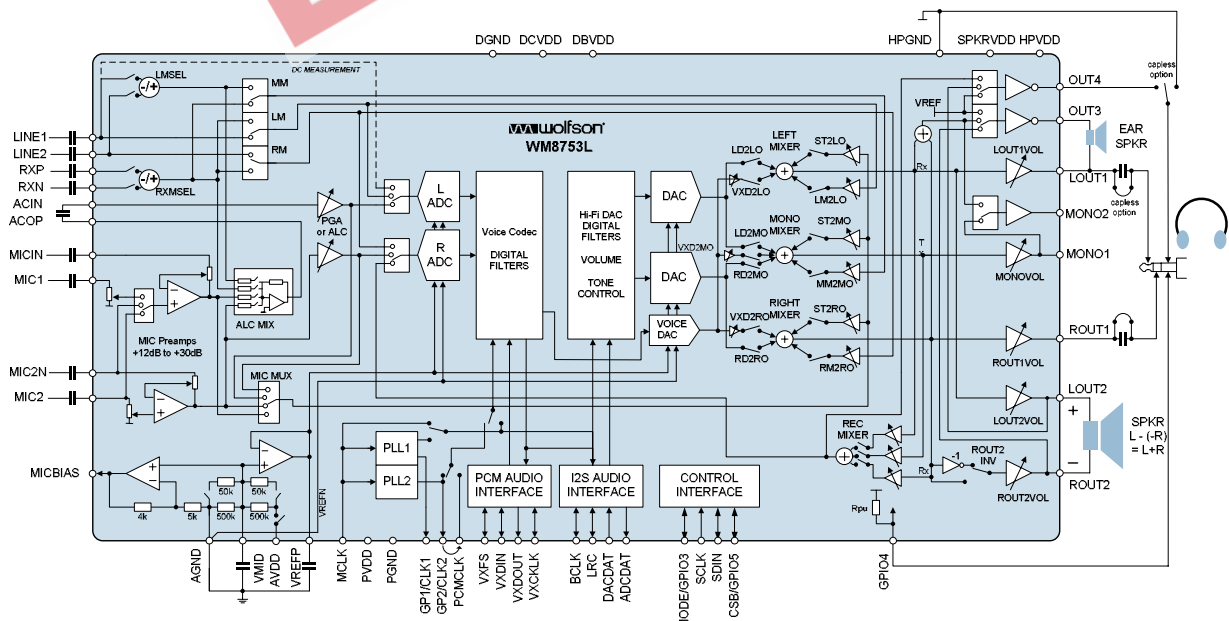 DGND
DCVDD
DBVDD
HPGND
SPKRVDD
HPVDD
DC MEASUREMENT
LMSEL
-/+
MM
LM
RM
LINE1
LINE2
RXP
RXN
ACIN
ACOP
MICIN
MIC1
MIC2N
MIC2
MICBIAS
-/+
RXMSEL
PGA
or ALC
L
ADC
R
ADC
wolfson
WM8753L
Voice Codec
DIGITAL
FILTERS
Hi-Fi DAC
DIGITAL
FILTERS
VOLUME
TONE
CONTROL
DAC
DAC
VOICE
DAC
VXD2MO
LEFT
MIXER
LD2LO
ST2LO
VXD2LO
LM2LO
MONO
MIXER
LD2MO
ST2MO
RD2MO
MM2MO
RIGHT
MIXER
VXD2RO
ST2RO
RD2RO
RM2RO
+
+
+
VREF
+
Rx
T
OUT4
OUT3
LOUT1VOL
LOUT1
MONO2
MONO1
MONOVOL
ROUT1
ROUT1VOL
LOUT2
LOUT2VOL
ROUT2
ROUT2VOL
capless
option
EAR
SPKR
capless
option
+
–
SPKR
L - (-R)
= L+R
ALC MIX
MIC Preamps
+12dB to +30dB
MIC MUX
+
-
-
+
+
-
-
+
50k
50k
4k
5k
500k
500k
VREFN
PLL1
PLL2
PCM AUDIO
INTERFACE
I2S AUDIO
INTERFACE
CONTROL
INTERFACE
REC
MIXER
+
Rx
-1
ROUT2
INV
Rpu
AGND
VMID
AVDD
VREFP
MCLK
PVDD
PGND
GP1/CLK1
GP2/CLK2
PCMCLK
VXFS
VXDIN
VXDOUT
VXCKLK
BCLK
LRC
DACDAT
ADCDAT
IODE/GPIO3
SCLK
SDIN
CSB/GPIO5
GPIO4